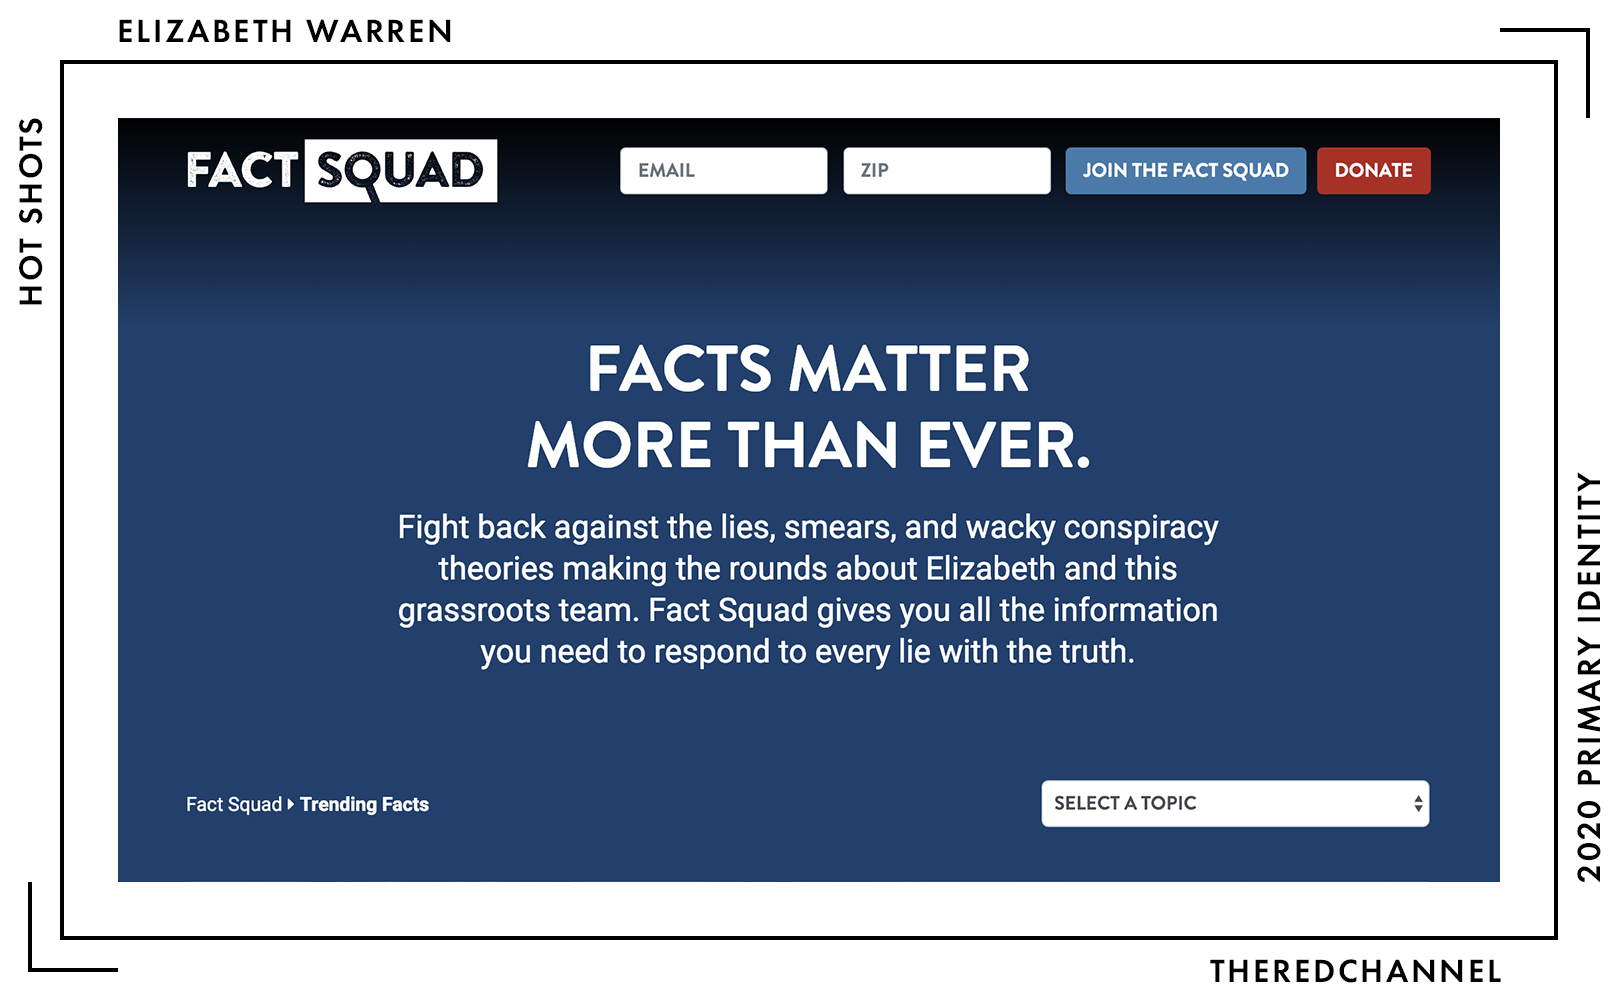 ELIZABETH WARREN
HOT SHOTS
FACT SQUAD
EMAIL
ZIP
JOIN THE FACT SQUAD
DONATE
FACTS MATTER
MORE THAN EVER.
Fight back against the lies, smears, and wacky conspiracy
theories making the rounds about Elizabeth and this
grassroots team. Fact Squad gives you all the information
you need to respond to every lie with the truth.
Fact Squad Trending Facts
SELECT A TOPIC
2020 PRIMARY IDENTITY
THEREDCHANNEL